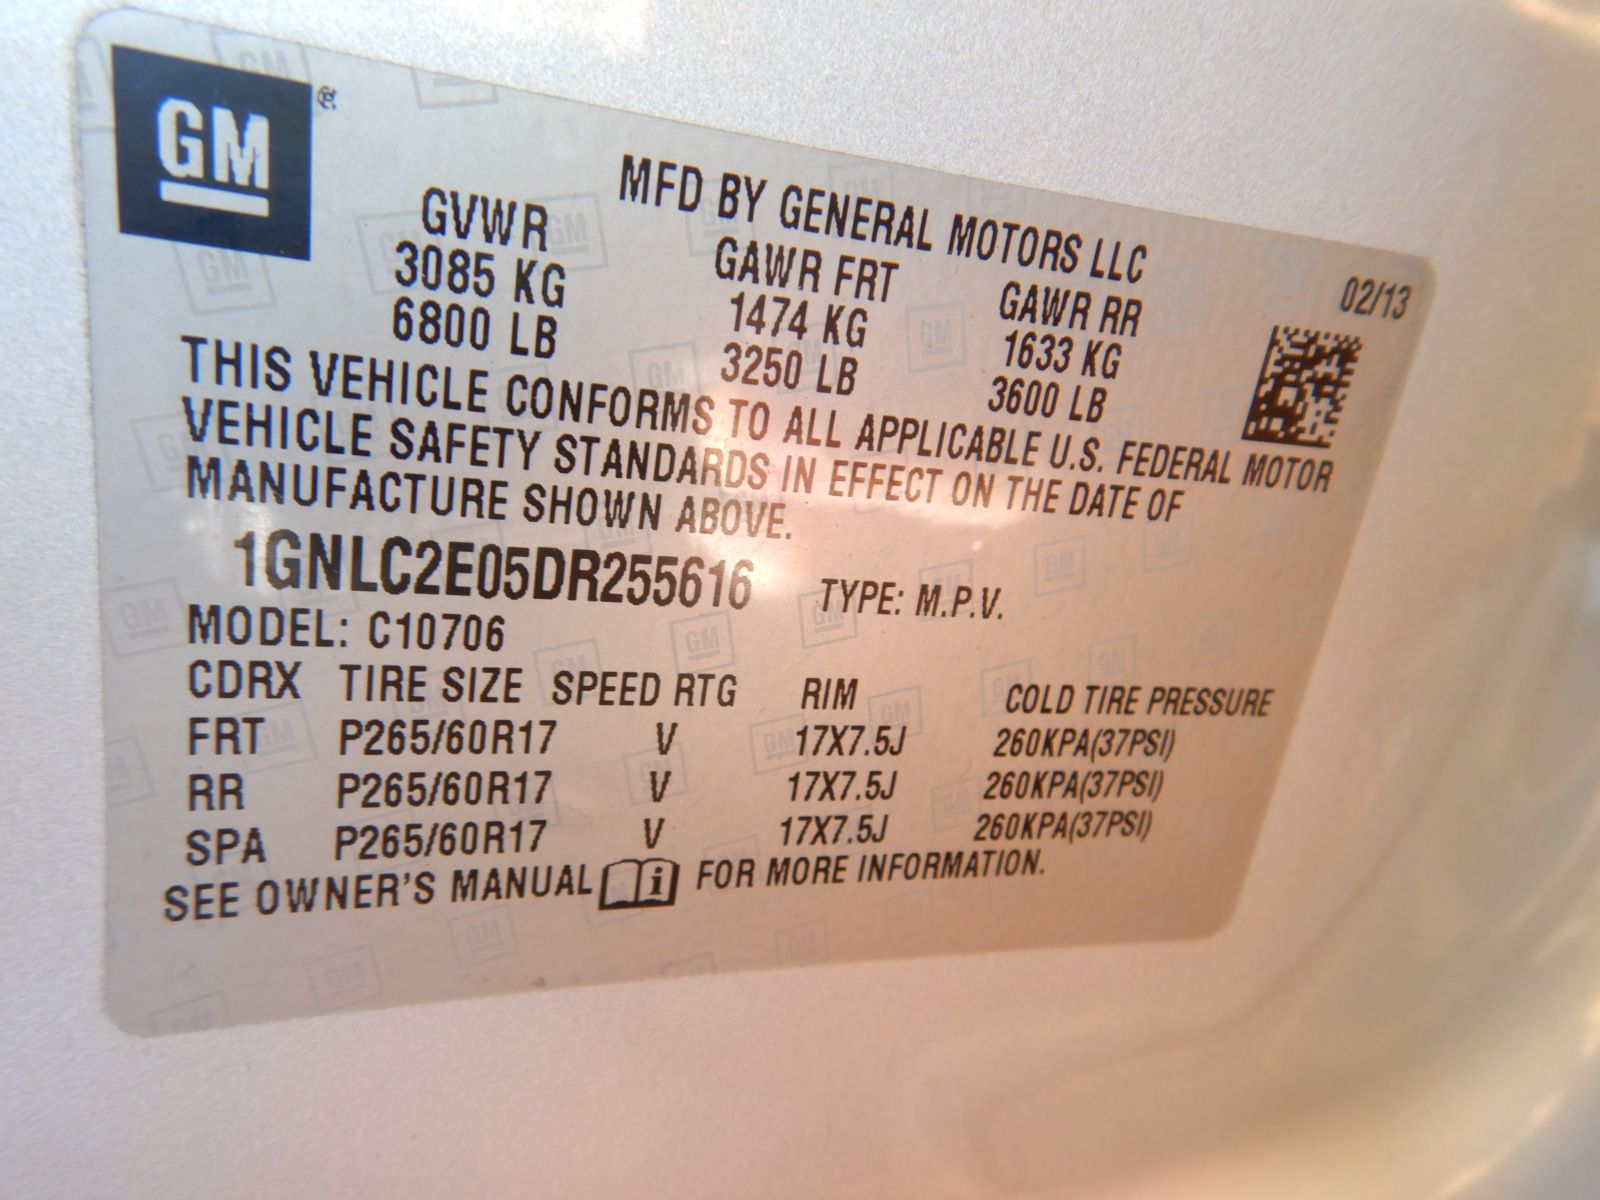 GM ®
MFD BY GENERAL MOTORS LLC
GVWR GAWR FRT GAWR RR 02/13
3085 KG 1474 KG 1633 KG
6800 LB 3250 LB 3600 LB
THIS VEHICLE CONFORMS TO ALL APPLICABLE U.S. FEDERAL MOTOR
VEHICLE SAFETY STANDARDS IN EFFECT ON THE DATE OF
MANUFACTURE SHOWN ABOVE.
1GNLC2E05DR255616 TYPE: M.P.V.
MODEL: C10706
CDRX TIRE SIZE SPEED RTG RIM COLD TIRE PRESSURE
FRT P265/60R17 V 17X7.5J 260KPA(37PSI)
RR P265/60R17 V 17X7.5J 260KPA(37PSI)
SPA P265/60R17 V 17X7.5J 260KPA(37PSI)
SEE OWNER'S MANUAL i FOR MORE INFORMATION.